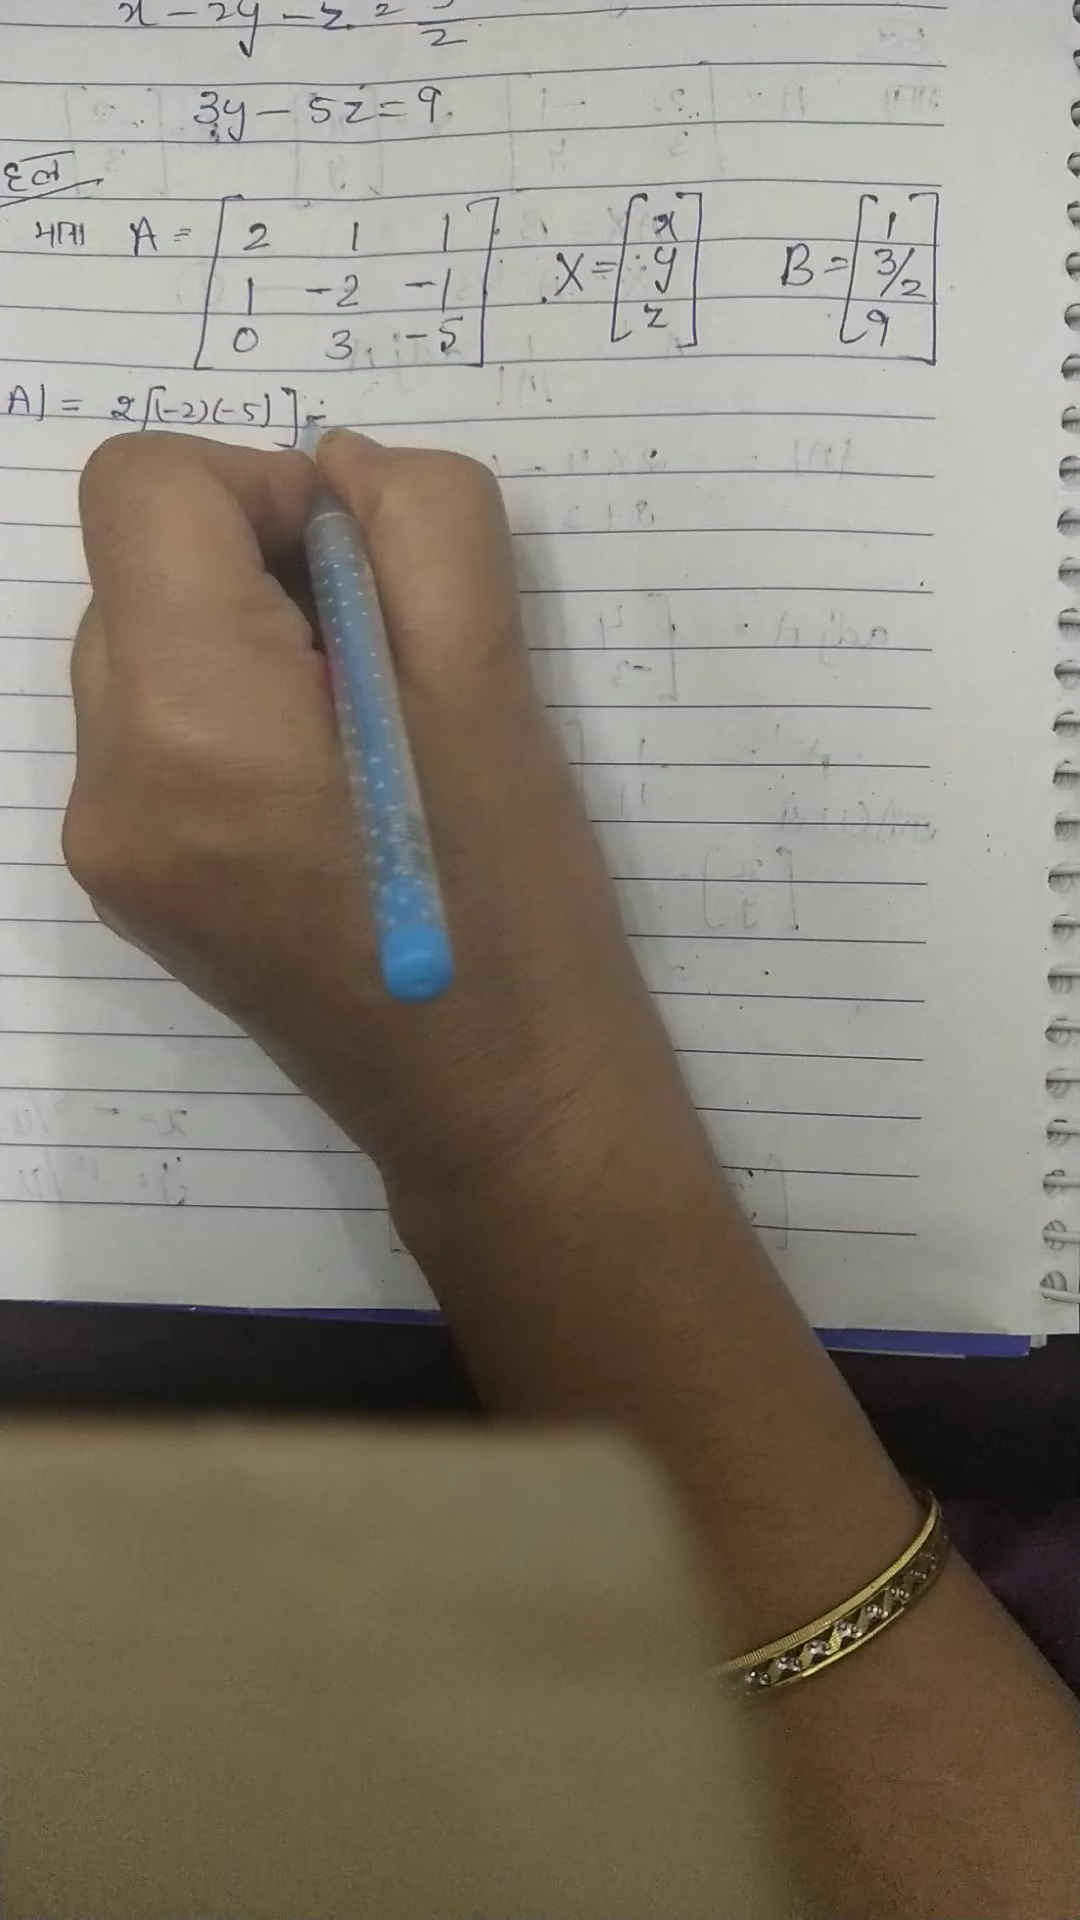 x - 2y - z = 3/2
3y - 5z = 9
हल
माना A = [2 1 1; 1 -2 -1; 0 3 -5] X = [x; y; z] B = [1; 3/2; 9]
A| = 2[(-2)(-5)] -